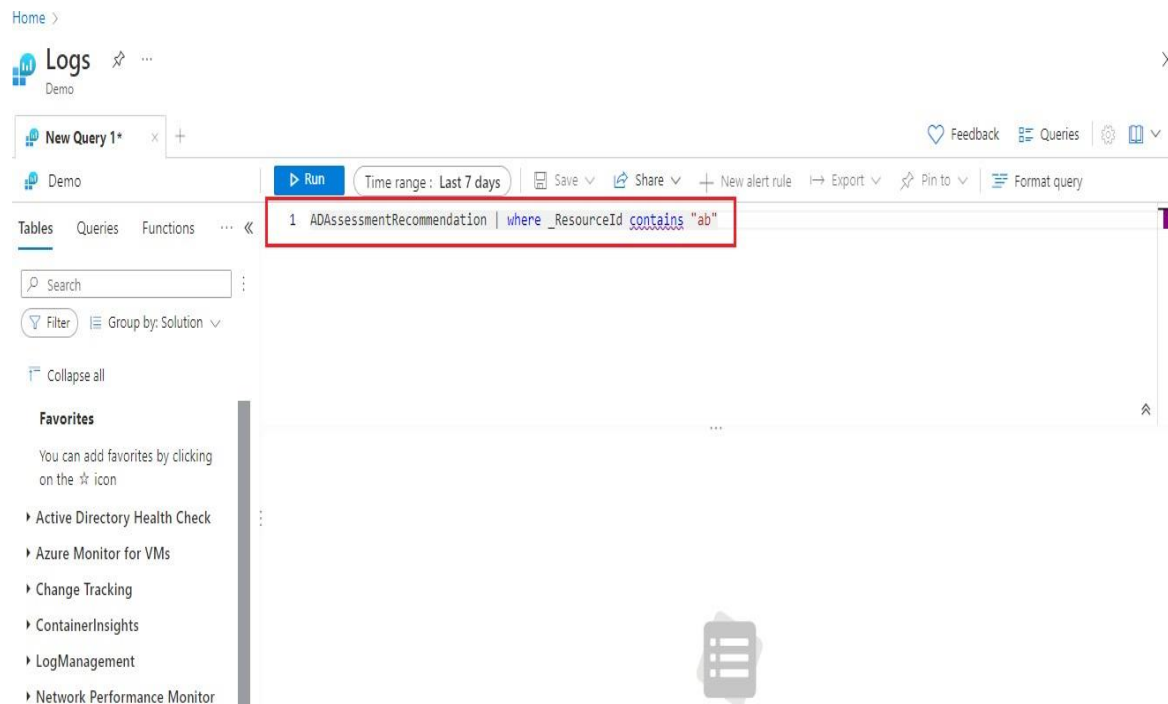 Home >
Logs ...
Demo
New Query 1* × +
Feedback Queries
Demo
Run Time range : Last 7 days Save Share New alert rule Export Pin to Format query
Tables Queries Functions ... «
1 ADAssessmentRecommendation | where _ResourceId contains "ab"
Search
Filter Group by: Solution
Collapse all
Favorites
You can add favorites by clicking
on the ☆ icon
Active Directory Health Check
Azure Monitor for VMs
Change Tracking
ContainerInsights
LogManagement
Network Performance Monitor